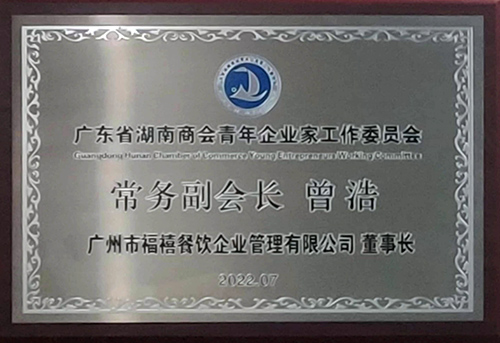 广东省湖南商会青年企业家工作委员会
Guangdong Hunan Chamber of Commerce Young Entrepreneurs Working Committee
常务副会长 曾浩
广州市福禧餐饮企业管理有限公司 董事长
2022.07